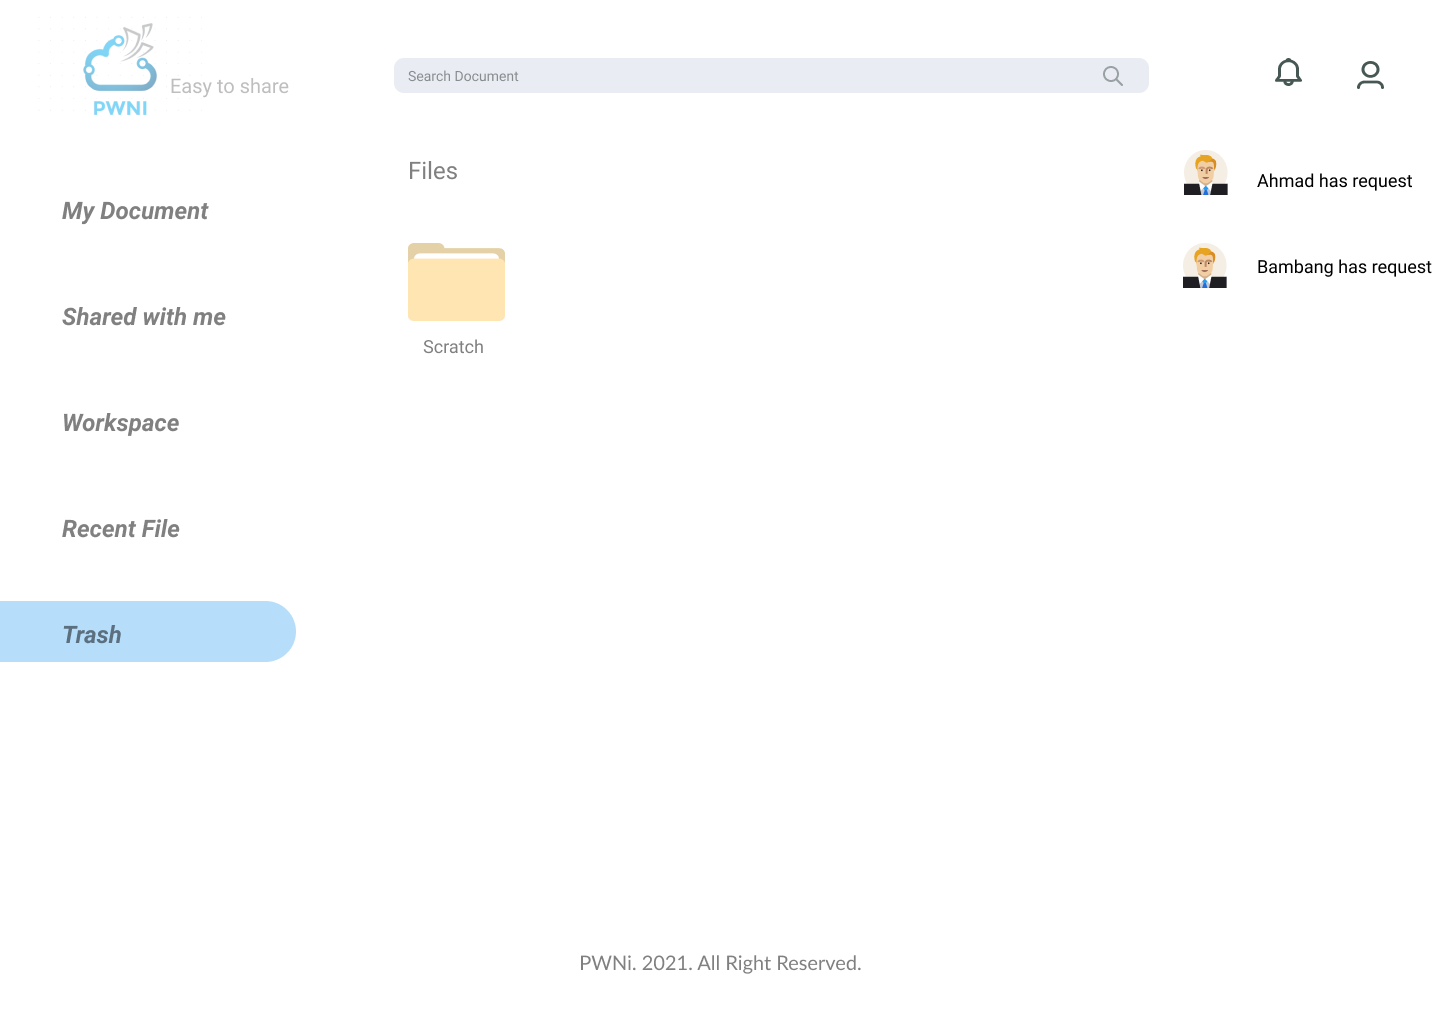 PWNI
Easy to share
Search Document
My Document
Shared with me
Workspace
Recent File
Trash
Files
Scratch
Ahmad has request
Bambang has request
PWNi. 2021. All Right Reserved.